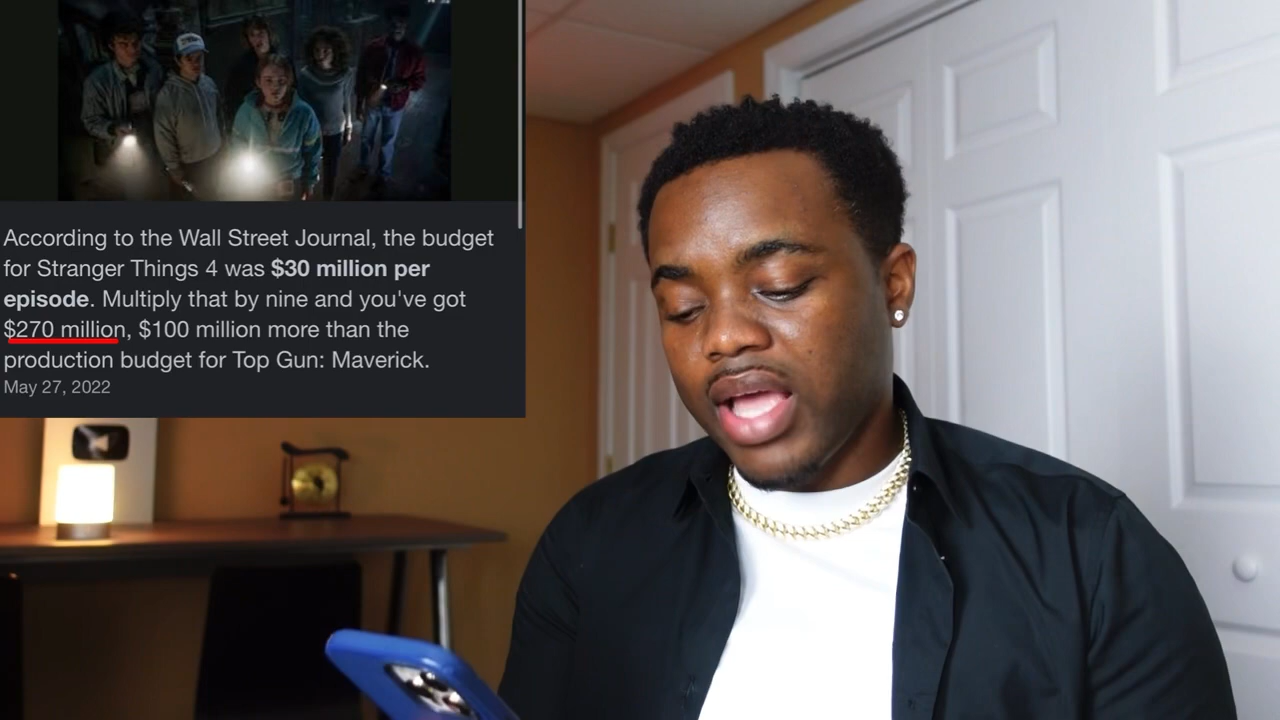 According to the Wall Street Journal, the budget
for Stranger Things 4 was $30 million per
episode. Multiply that by nine and you've got
$270 million, $100 million more than the
production budget for Top Gun: Maverick.
May 27, 2022